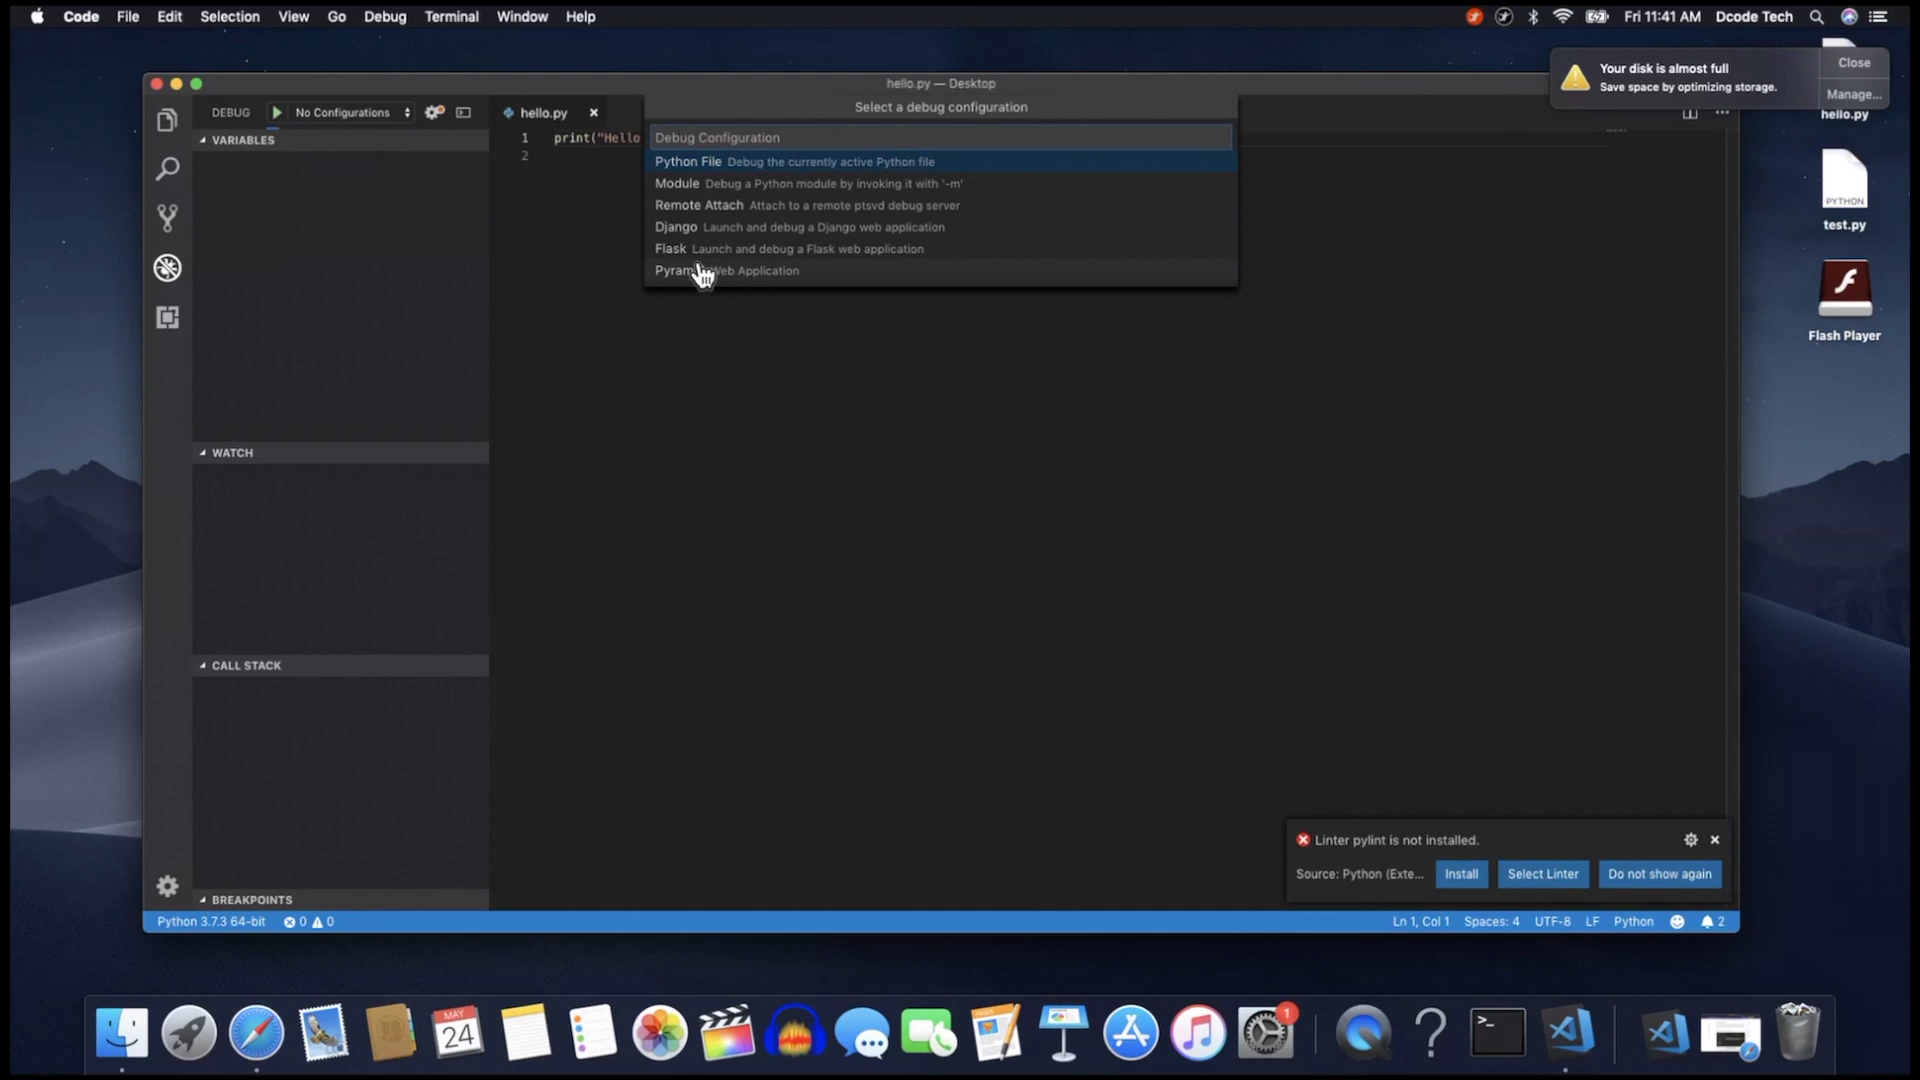 Code File Edit Selection View Go Debug Terminal Window Help
Fri 11:41 AM Dcode Tech
Your disk is almost full
Save space by optimizing storage.
Close
Manage...
hello.py — Desktop
DEBUG No Configurations
hello.py
Select a debug configuration
Debug Configuration
Python File Debug the currently active Python file
Module Debug a Python module by invoking it with '-m'
Remote Attach Attach to a remote ptsvd debug server
Django Launch and debug a Django web application
Flask Launch and debug a Flask web application
Web Application
1 print("Hello
2
VARIABLES
WATCH
CALL STACK
BREAKPOINTS
hello.py
PYTHON
test.py
Flash Player
Linter pylint is not installed.
Source: Python (Exte... Install Select Linter Do not show again
Python 3.7.3 64-bit 0 0
Ln 1, Col 1 Spaces: 4 UTF-8 LF Python 2
MAY
24
1